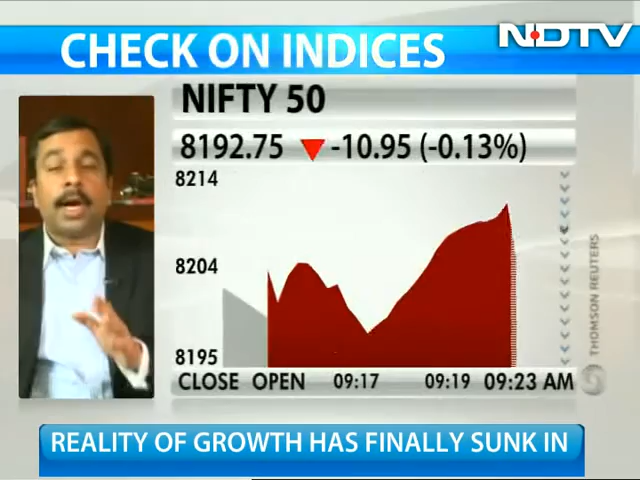 NDTV
CHECK ON INDICES
NIFTY 50
8192.75 -10.95 (-0.13%)
8214
8204
8195
CLOSE OPEN 09:17 09:19 09:23 AM
THOMSON REUTERS
REALITY OF GROWTH HAS FINALLY SUNK IN